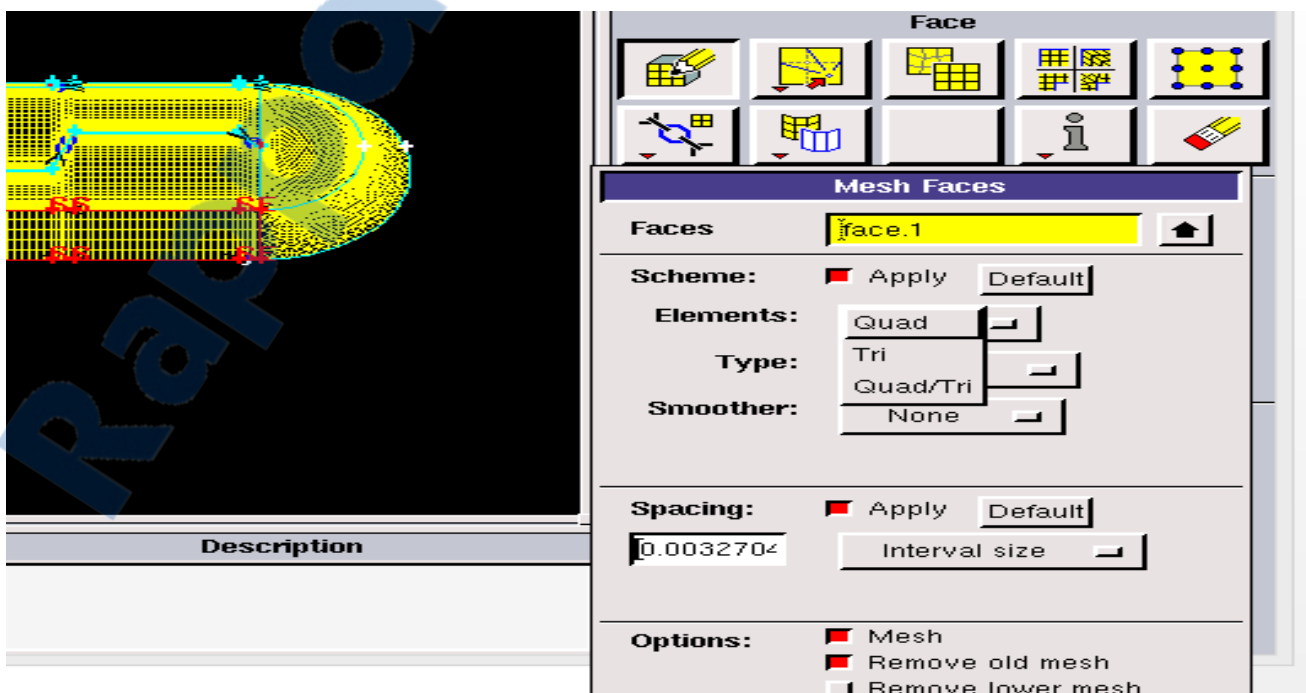 Face
Mesh Faces
Faces face.1
Scheme: Apply Default
Elements: Quad
Tri
Type:
Quad/Tri
Smoother: None
Spacing: Apply Default
Description
0.003270 Interval size
Options: Mesh
Remove old mesh
Remove lower mesh